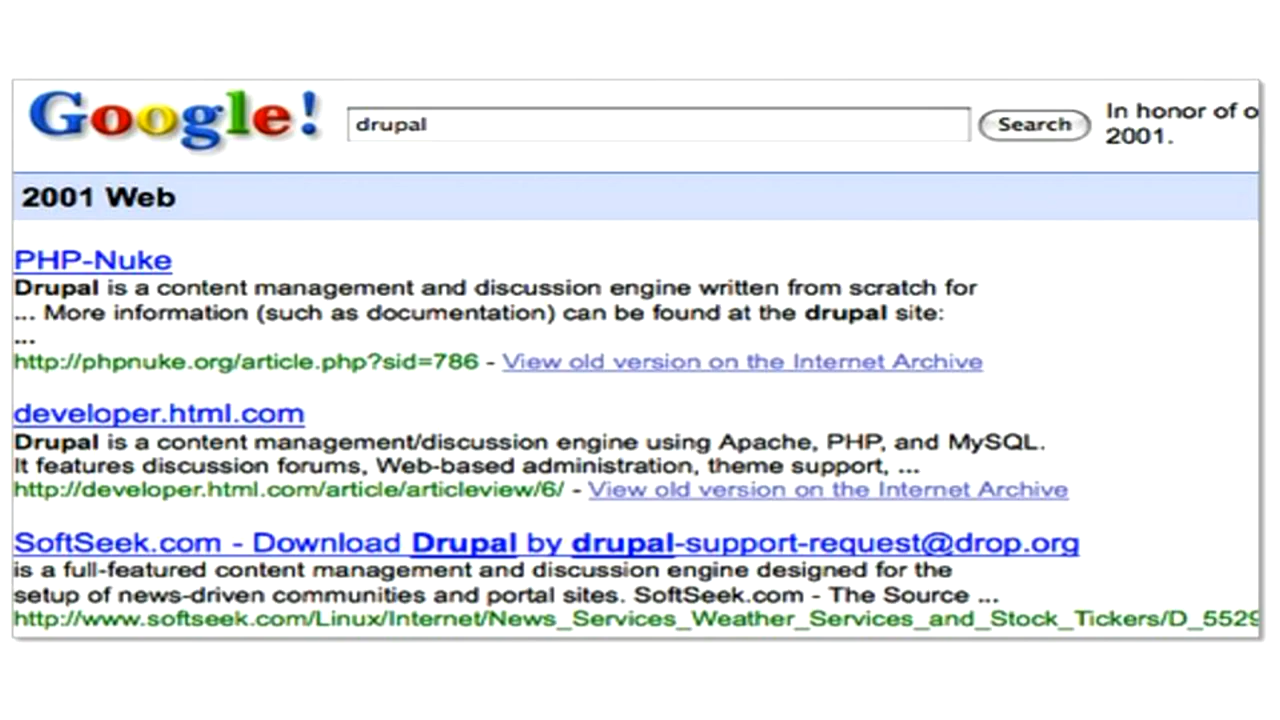 Google!
drupal
Search
In honor of o
2001.
2001 Web
PHP-Nuke
Drupal is a content management and discussion engine written from scratch for
... More information (such as documentation) can be found at the drupal site:
...
http://phpnuke.org/article.php?sid=786 - View old version on the Internet Archive
developer.html.com
Drupal is a content management/discussion engine using Apache, PHP, and MySQL.
It features discussion forums, Web-based administration, theme support, ...
http://developer.html.com/article/articleview/6/ - View old version on the Internet Archive
SoftSeek.com - Download Drupal by drupal-support-request@drop.org
is a full-featured content management and discussion engine designed for the
setup of news-driven communities and portal sites. SoftSeek.com - The Source ...
http://www.softseek.com/Linux/Internet/News_Services_Weather_Services_and_Stock_Tickers/D_5529